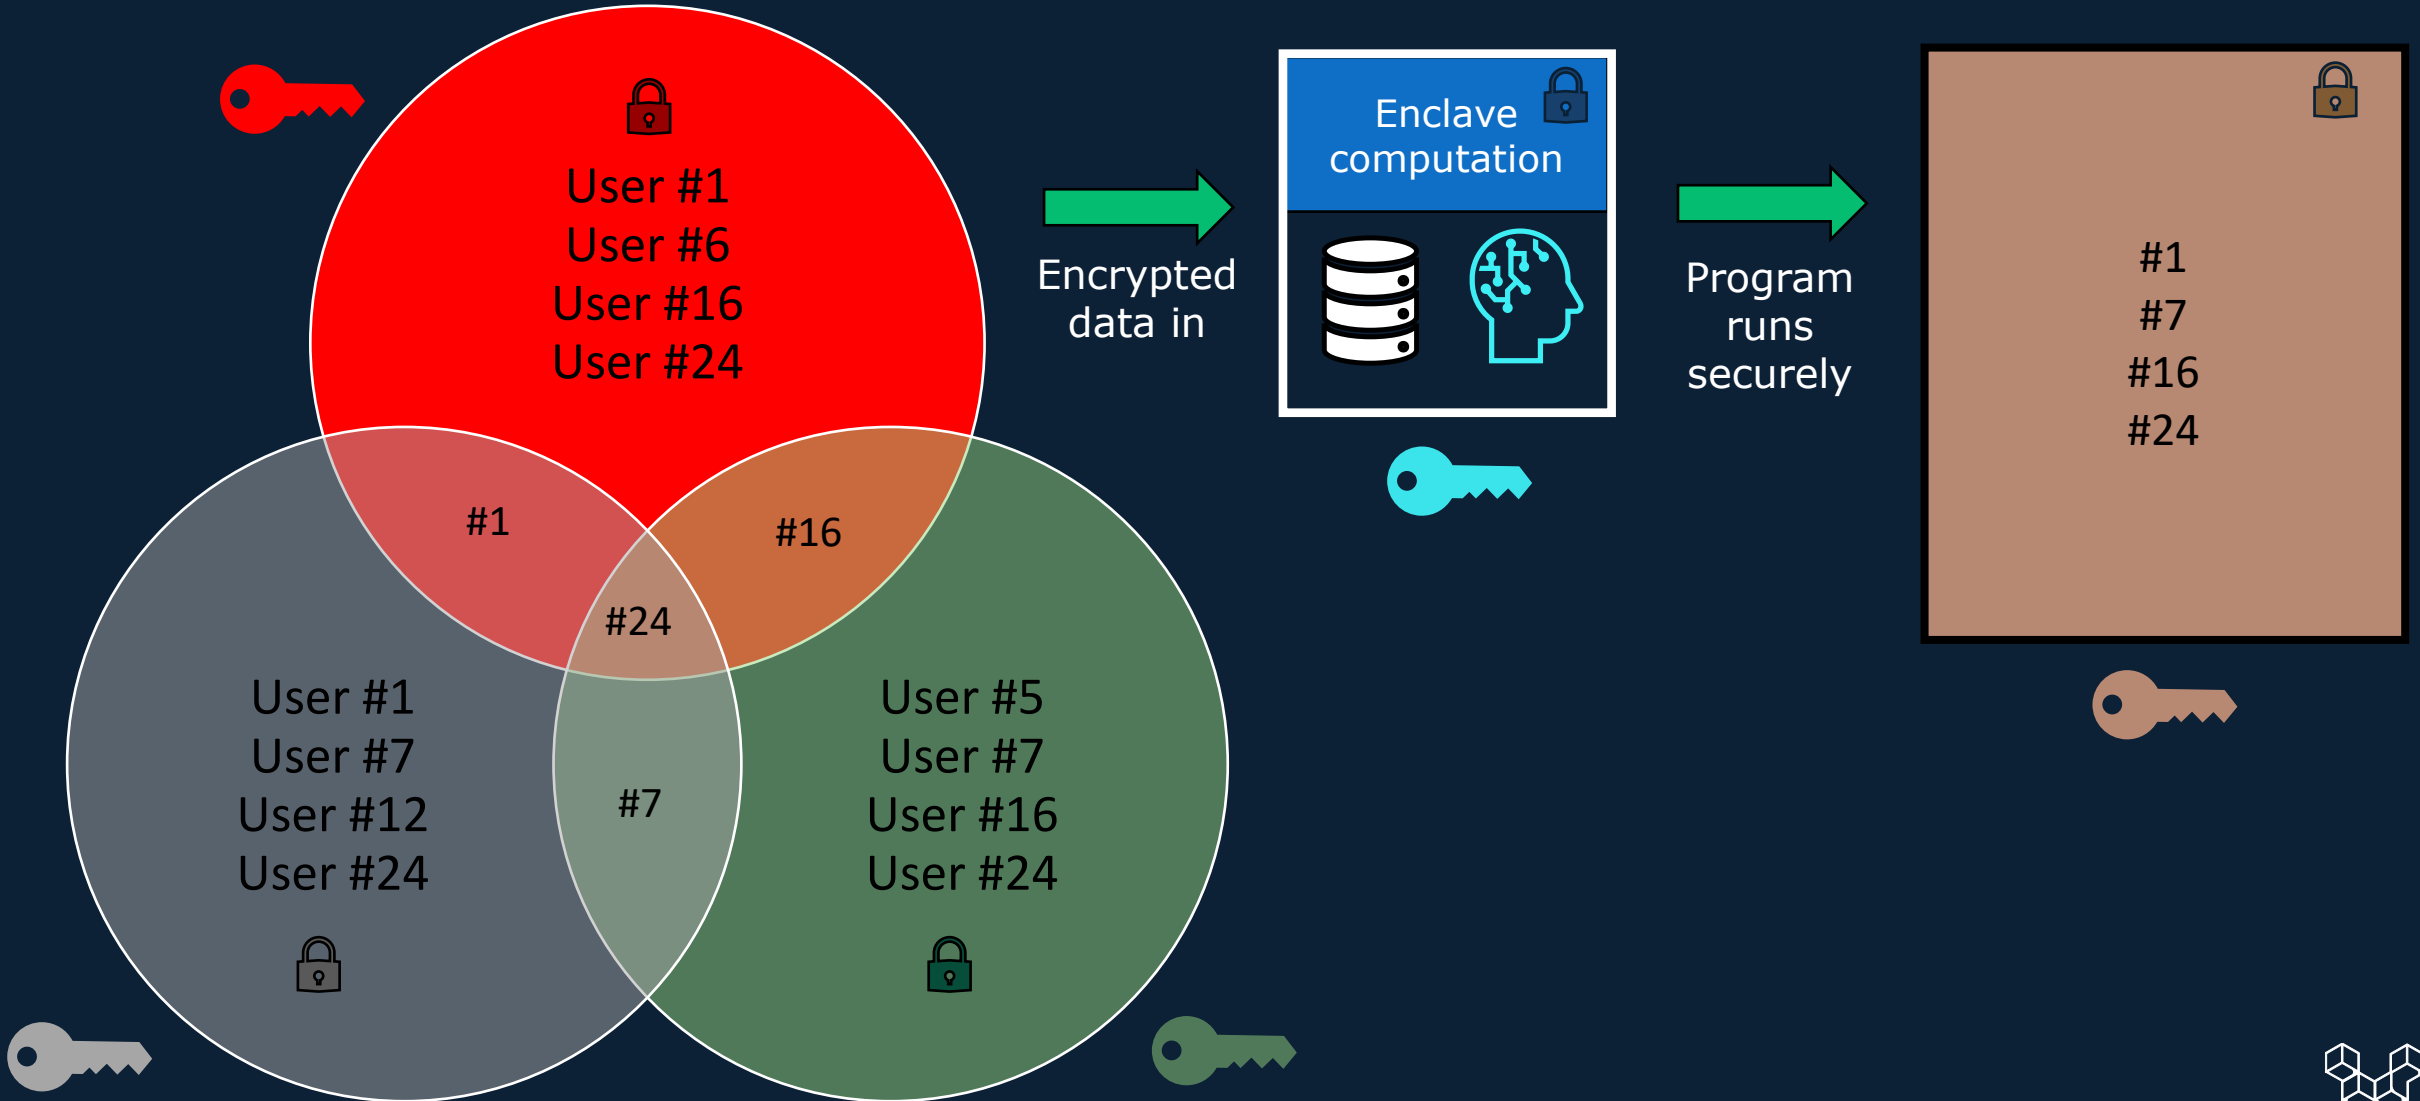 User #1
User #6
User #16
User #24
#1
#16
#24
#7
User #1
User #7
User #12
User #24
User #5
User #7
User #16
User #24
Encrypted
data in
Enclave
computation
Program
runs
securely
#1
#7
#16
#24